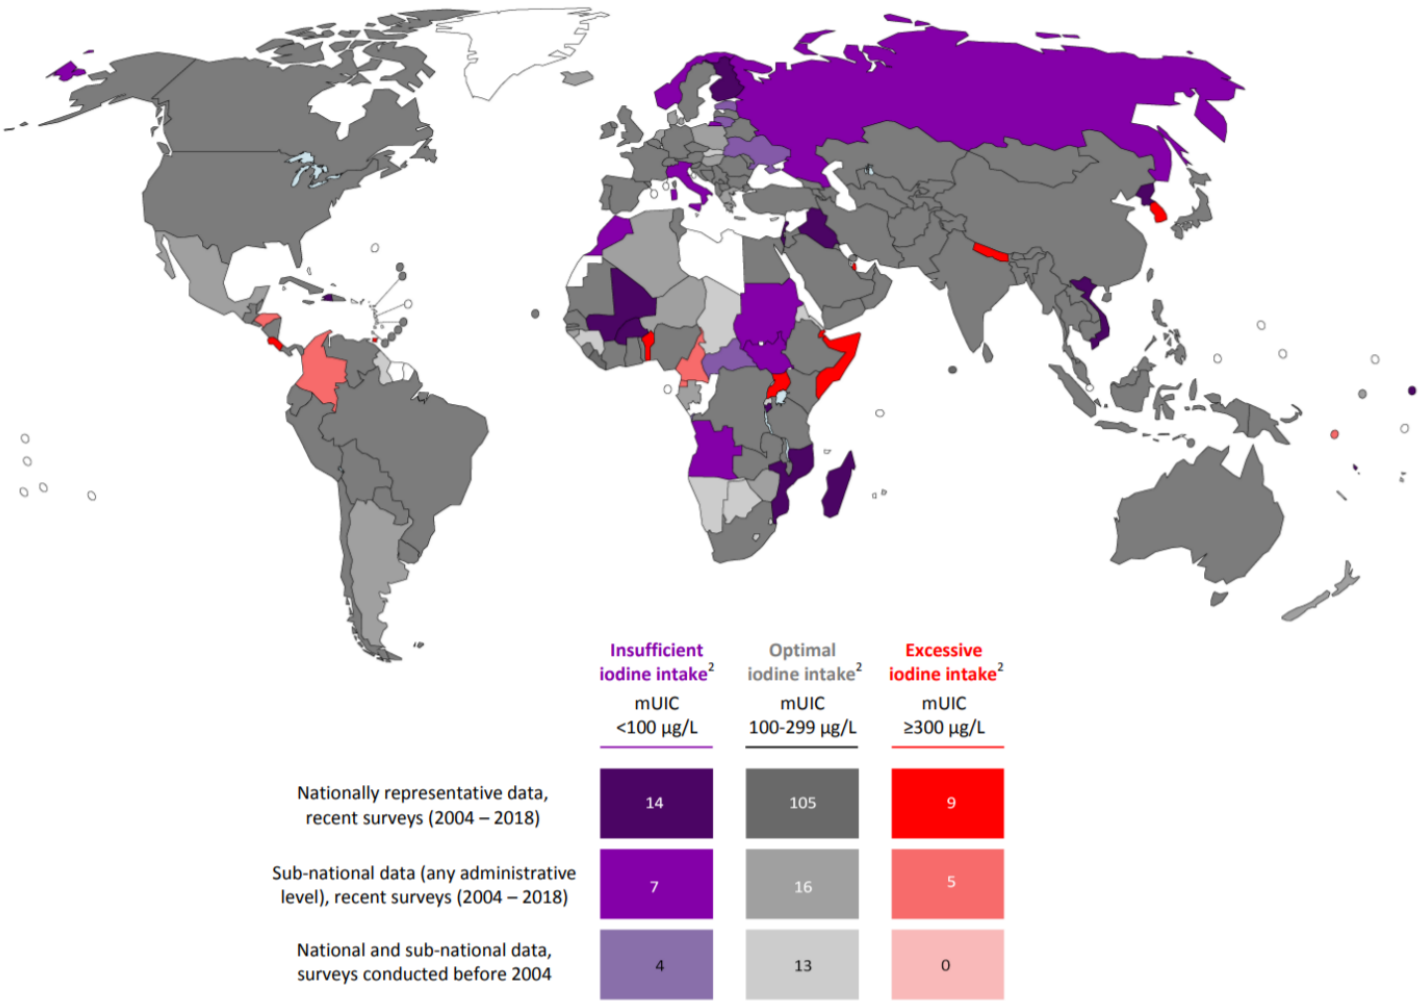 Insufficient
iodine intake2
mUIC
<100 µg/L
Optimal
iodine intake2
mUIC
100-299 µg/L
Excessive
iodine intake2
mUIC
≥300 µg/L
Nationally representative data,
recent surveys (2004 – 2018)
14
105
9
Sub-national data (any administrative
level), recent surveys (2004 – 2018)
7
16
5
National and sub-national data,
surveys conducted before 2004
4
13
0